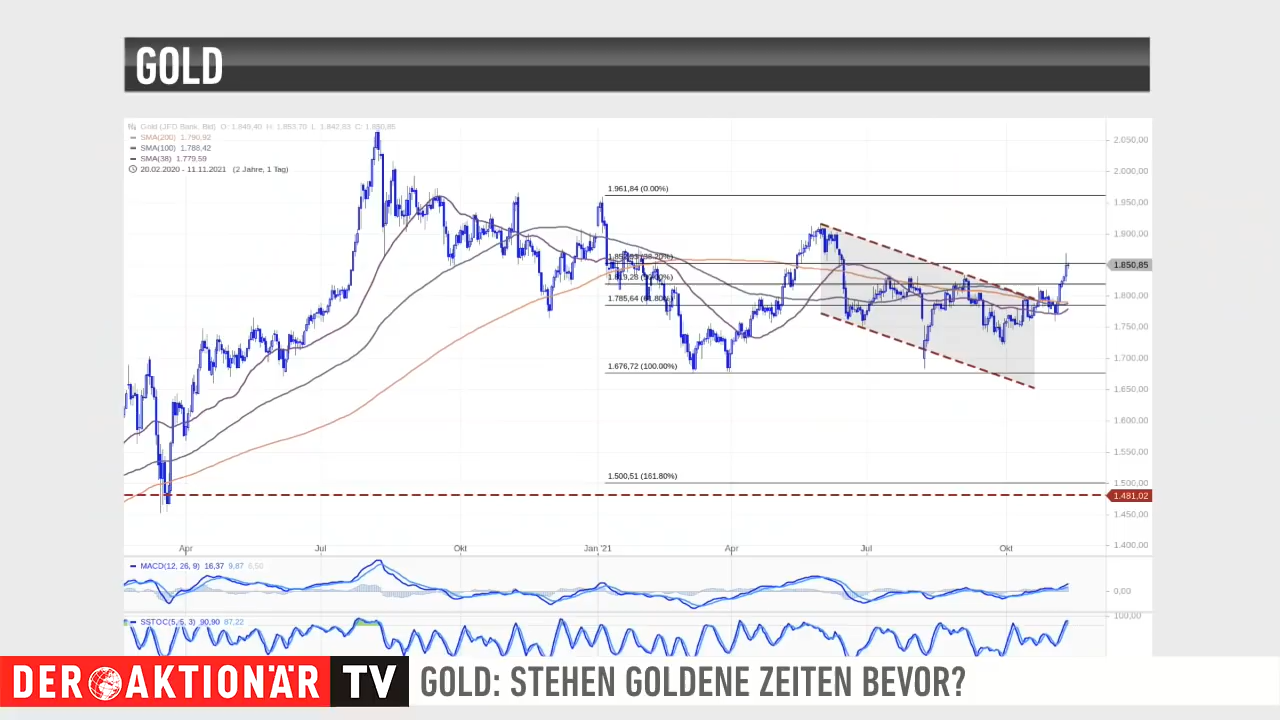 GOLD
Gold (JFD Bank, Bid) O: 1.849,40 H: 1.853,70 L: 1.842,83 C: 1.850,85
SMA(200) 1.790,92
SMA(100) 1.788,42
SMA(38) 1.779,59
20.02.2020 - 11.11.2021 (2 Jahre, 1 Tag)
2.050,00
2.000,00
1.961,84 (0.00%)
1.950,00
1.900,00
1.850,85
1.800,00
1.785,64 (61.80%)
1.750,00
1.700,00
1.676,72 (100.00%)
1.650,00
1.600,00
1.550,00
1.500,51 (161.80%)
1.500,00
1.481,02
1.450,00
1.400,00
Apr Jul Okt Jan '21 Apr Jul Okt
MACD(12, 26, 9) 16,37 9,87 6,50
0,00
100,00
SSTOC(5, 5, 3) 90,90 87,22
DER AKTIONÄR TV
GOLD: STEHEN GOLDENE ZEITEN BEVOR?